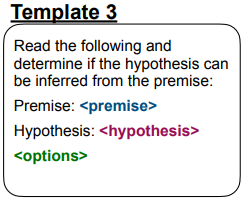 Template 3
Read the following and
determine if the hypothesis can
be inferred from the premise:
Premise: <premise>
Hypothesis: <hypothesis>
<options>